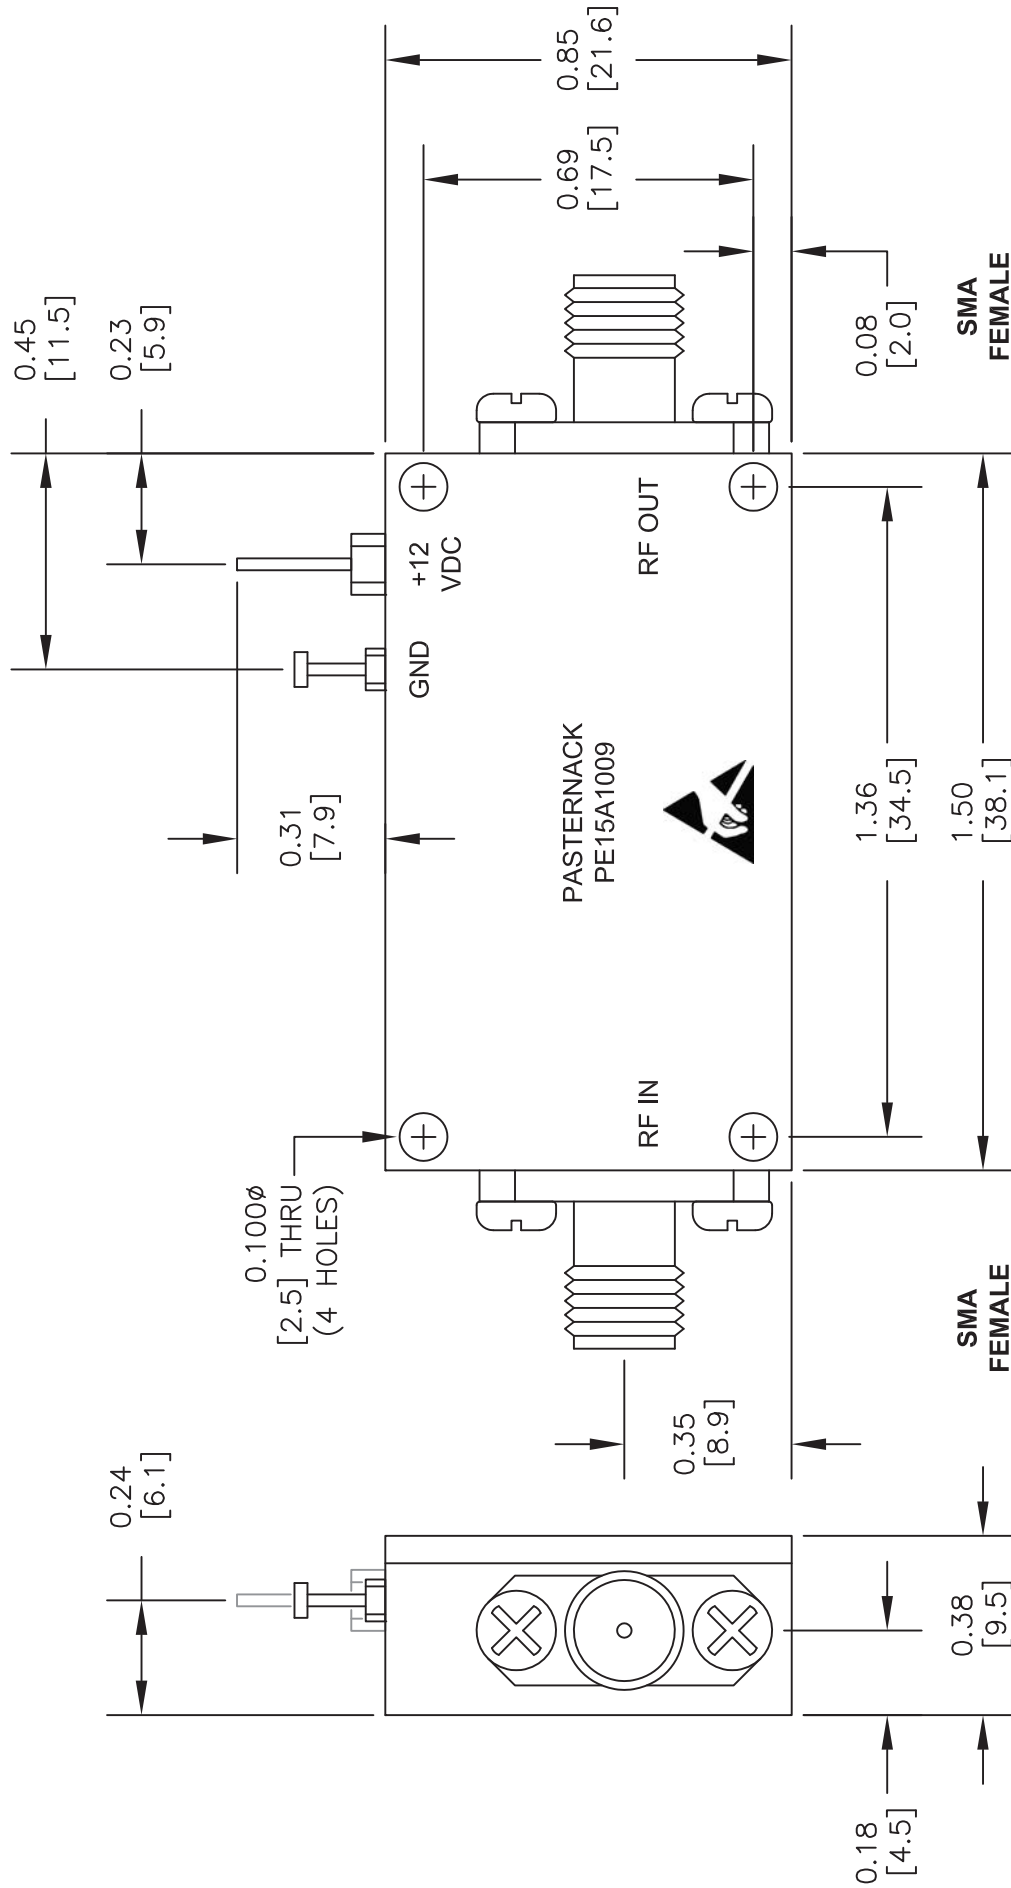 0.24
[6.1]
0.45
[11.5]
0.23
[5.9]
0.100ø
[2.5] THRU
(4 HOLES)
0.31
[7.9]
GND
+12
VDC
0.85
[21.6]
0.69
[17.5]
PASTERNACK
PE15A1009
RF IN
RF OUT
0.35
[8.9]
0.08
[2.0]
0.18
[4.5]
0.38
[9.5]
1.36
[34.5]
1.50
[38.1]
SMA
FEMALE
SMA
FEMALE